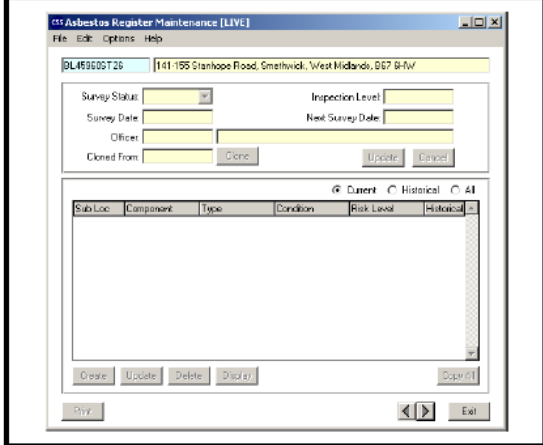 css Asbestos Register Maintenance [LIVE]
File Edit Options Help
BL45960ST26 141-155 Stanhope Road, Smethwick, West Midlands, B67 6HW
Survey Status: Inspection Level:
Survey Date: Next Survey Date:
Officer:
Cloned From: Clone Update Cancel
Current Historical All
Sub Loc Component Type Condition Risk Level Historical
Create Update Delete Display Copy All
Print Exit